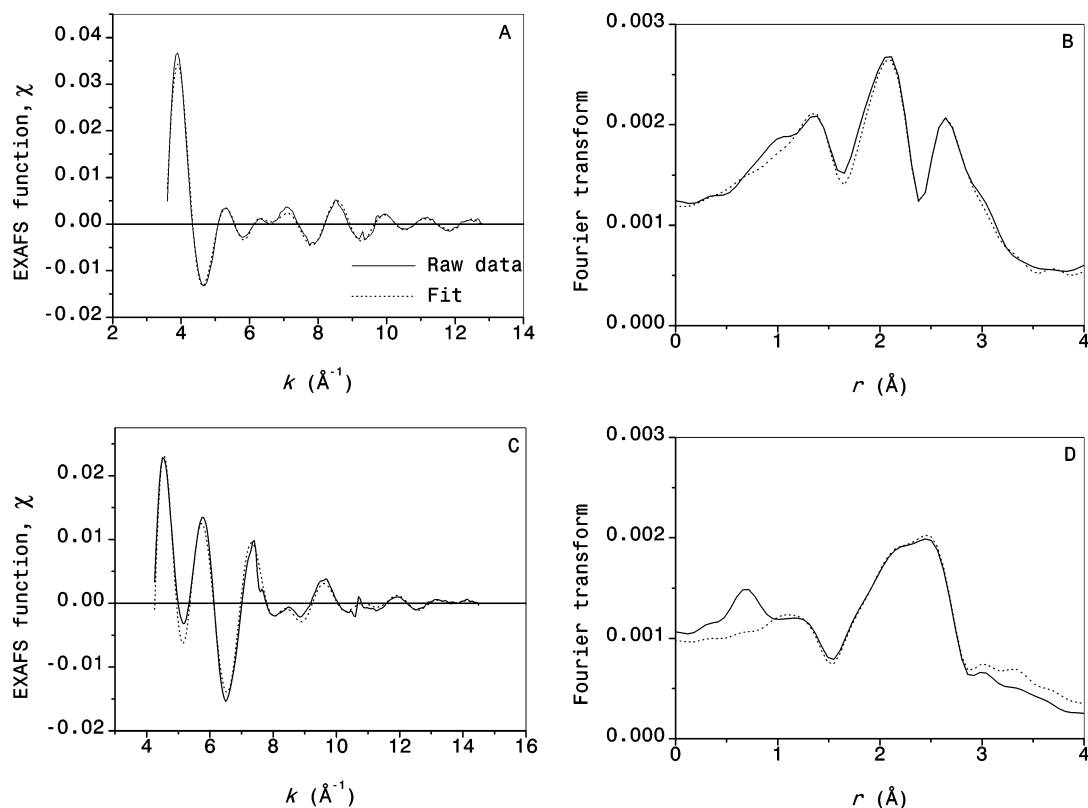 A
EXAFS function, χ
0.04
0.03
0.02
0.01
0.00
-0.01
-0.02
2 4 6 8 10 12 14
k (Å⁻¹)
Raw data
Fit
B
Fourier transform
0.003
0.002
0.001
0.000
0 1 2 3 4
r (Å)
C
EXAFS function, χ
0.02
0.01
0.00
-0.01
-0.02
4 6 8 10 12 14 16
k (Å⁻¹)
D
Fourier transform
0.003
0.002
0.001
0.000
0 1 2 3 4
r (Å)